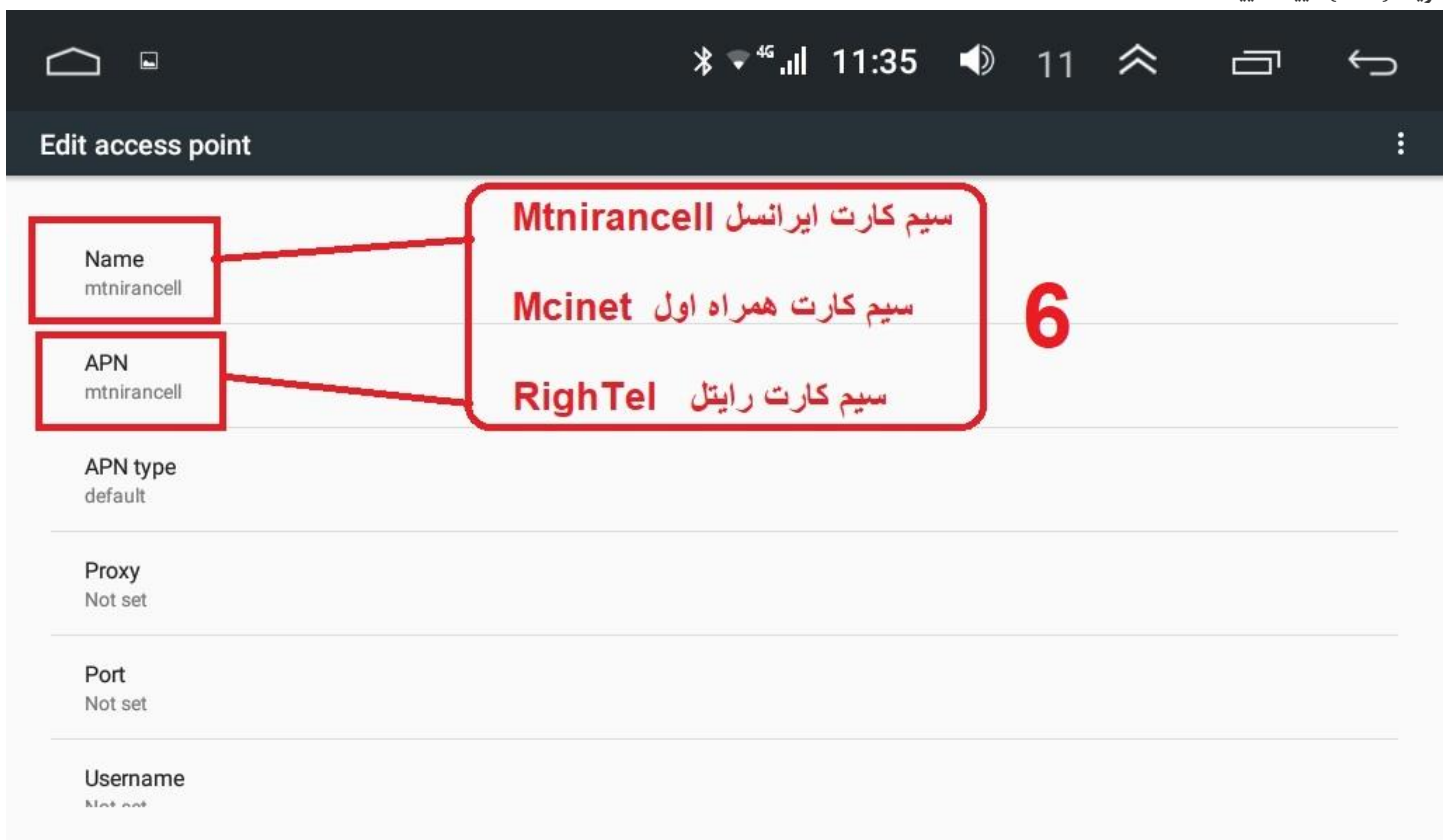 4G 11:35 11
Edit access point
Name
mtnirancell
APN
mtnirancell
سیم کارت ایرانسل Mtnirancell
سیم کارت همراه اول Mcinet
سیم کارت رایتل RighTel
6
APN type
default
Proxy
Not set
Port
Not set
Username